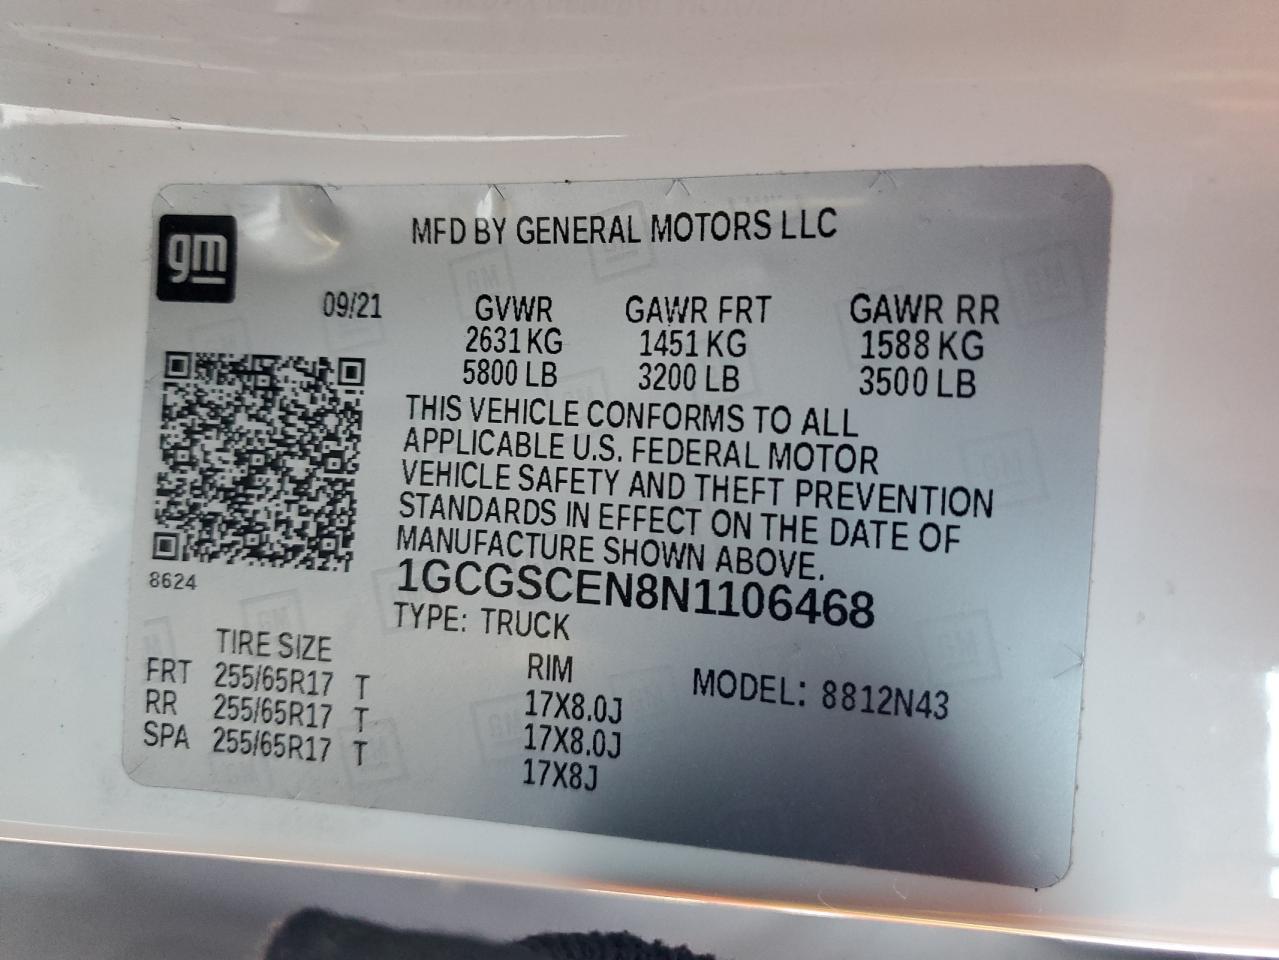 MFD BY GENERAL MOTORS LLC
gm
09/21 GVWR GAWR FRT GAWR RR
2631 KG 1451 KG 1588 KG
5800 LB 3200 LB 3500 LB
THIS VEHICLE CONFORMS TO ALL
APPLICABLE U.S. FEDERAL MOTOR
VEHICLE SAFETY AND THEFT PREVENTION
STANDARDS IN EFFECT ON THE DATE OF
MANUFACTURE SHOWN ABOVE.
8624
1GCGSCEN8N1106468
TYPE: TRUCK
TIRE SIZE RIM MODEL: 8812N43
FRT 255/65R17 T 17X8.0J
RR 255/65R17 T 17X8.0J
SPA 255/65R17 T 17X8J